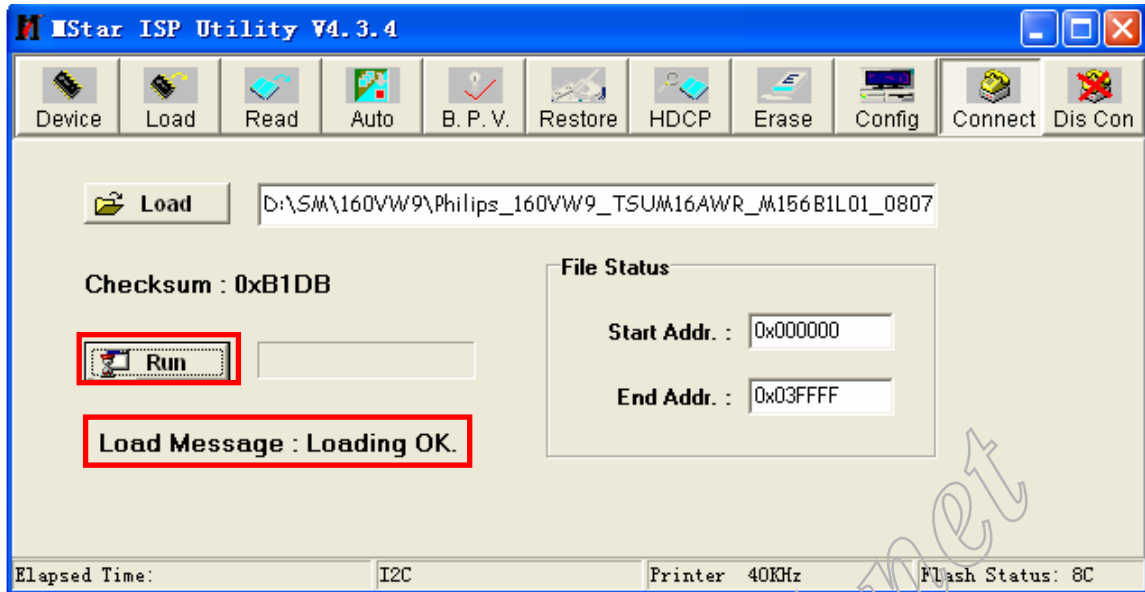 MStar ISP Utility V4.3.4
Device Load Read Auto B. P. V. Restore HDCP Erase Config Connect Dis Con
Load D:\SM\160VW9\Philips_160VW9_TSUM16AWR_M156B1L01_0807
Checksum : 0xB1DB
File Status
Start Addr. : 0x000000
Run
End Addr. : 0x03FFFF
Load Message : Loading OK.
Elapsed Time: I2C Printer 40KHz Flash Status: 8C